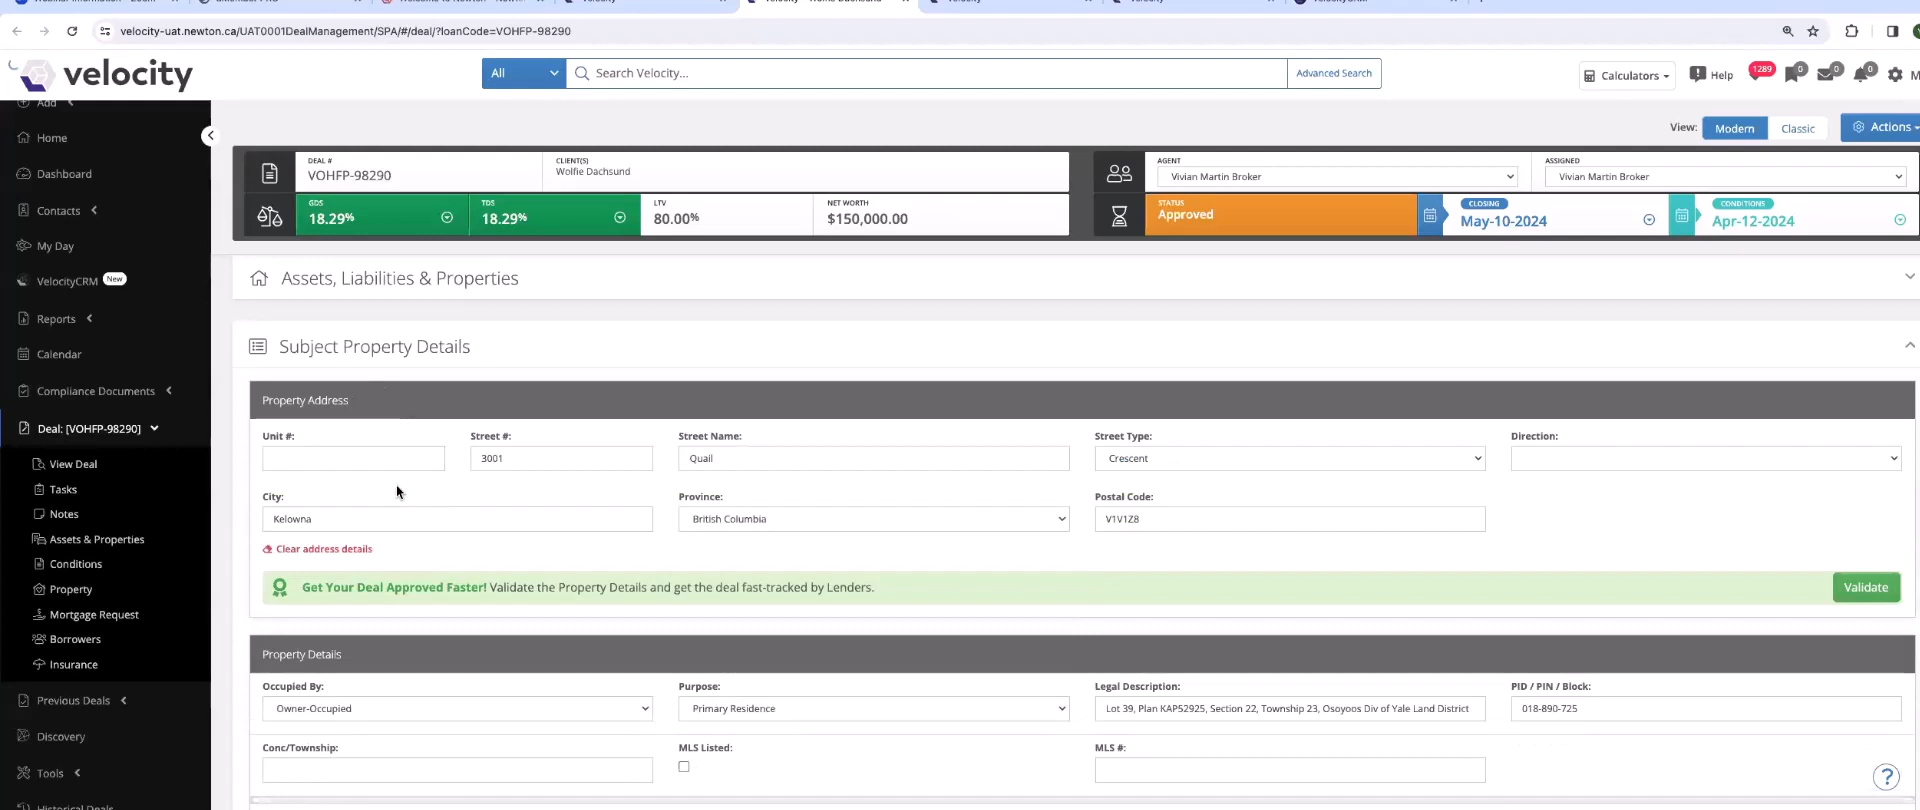 velocity-uat.newton.ca/UAT0001DealManagement/SPA/#/deal/?loanCode=VOHFP-98290
velocity
All
Search Velocity...
Advanced Search
Calculators
Help
1289
0
0
0
Add
Home
Dashboard
Contacts
My Day
VelocityCRM New
Reports
Calendar
Compliance Documents
Deal: [VOHFP-98290]
View Deal
Tasks
Notes
Assets & Properties
Conditions
Property
Mortgage Request
Borrowers
Insurance
Previous Deals
Discovery
Tools
Historical Deals
View: Modern Classic
Actions
DEAL #
VOHFP-98290
CLIENT(S)
Wolfie Dachsund
AGENT
Vivian Martin Broker
ASSIGNED
Vivian Martin Broker
GDS
18.29%
TDS
18.29%
LTV
80.00%
NET WORTH
$150,000.00
STATUS
Approved
CLOSING
May-10-2024
CONDITIONS
Apr-12-2024
Assets, Liabilities & Properties
Subject Property Details
Property Address
Unit #:
Street #:
3001
Street Name:
Quail
Street Type:
Crescent
Direction:
City:
Kelowna
Province:
British Columbia
Postal Code:
V1V1Z8
Clear address details
Get Your Deal Approved Faster! Validate the Property Details and get the deal fast-tracked by Lenders.
Validate
Property Details
Occupied By:
Owner-Occupied
Purpose:
Primary Residence
Legal Description:
Lot 39, Plan KAP52925, Section 22, Township 23, Osoyoos Div of Yale Land District
PID / PIN / Block:
018-890-725
Conc/Township:
MLS Listed:
MLS #:
?